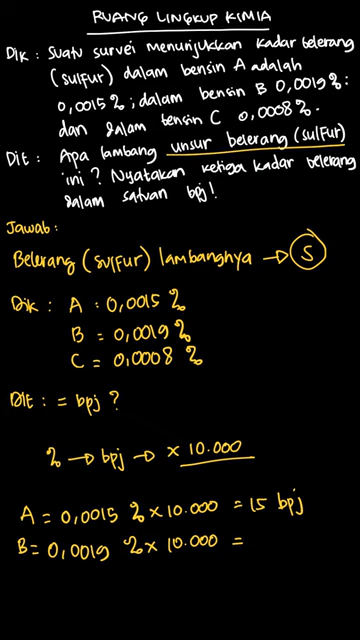 RUANG LINGKUP KIMIA
Dik : Suatu survei menunjukkan kadar belerang
(sulfur) dalam bensin A adalah
0,0015 % ; dalam bensin B 0,0019 % ;
dan dalam bensin C 0,0008 %.
Dit : Apa lambang unsur belerang (sulfur)
ini ? Nyatakan ketiga kadar belerang
dalam satuan bpj !
Jawab :
Belerang (sulfur) lambangnya → S
Dik : A = 0,0015 %
B = 0,0019 %
C = 0,0008 %
Dit : = bpj ?
% → bpj → × 10.000
A = 0,0015 % × 10.000 = 15 bpj
B = 0,0019 % × 10.000 =